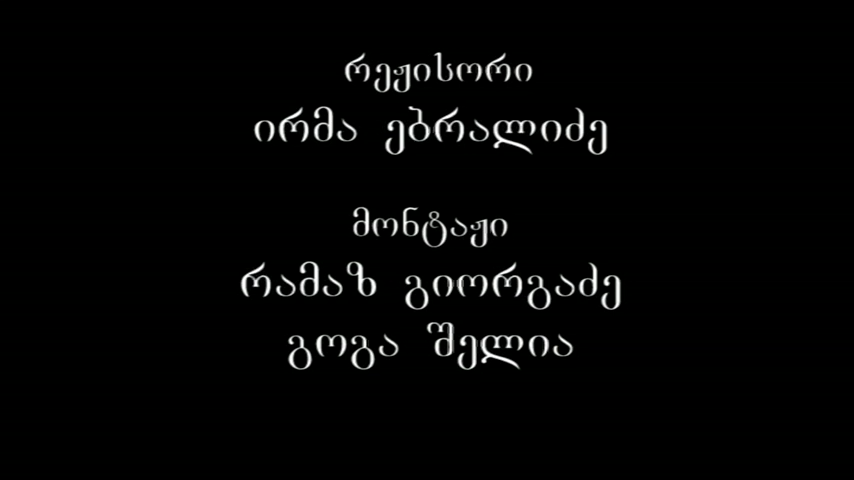 რეჟისორი
ირმა ებრალიძე
მონტაჟი
რამაზ გიორგაძე
გოგა შელია